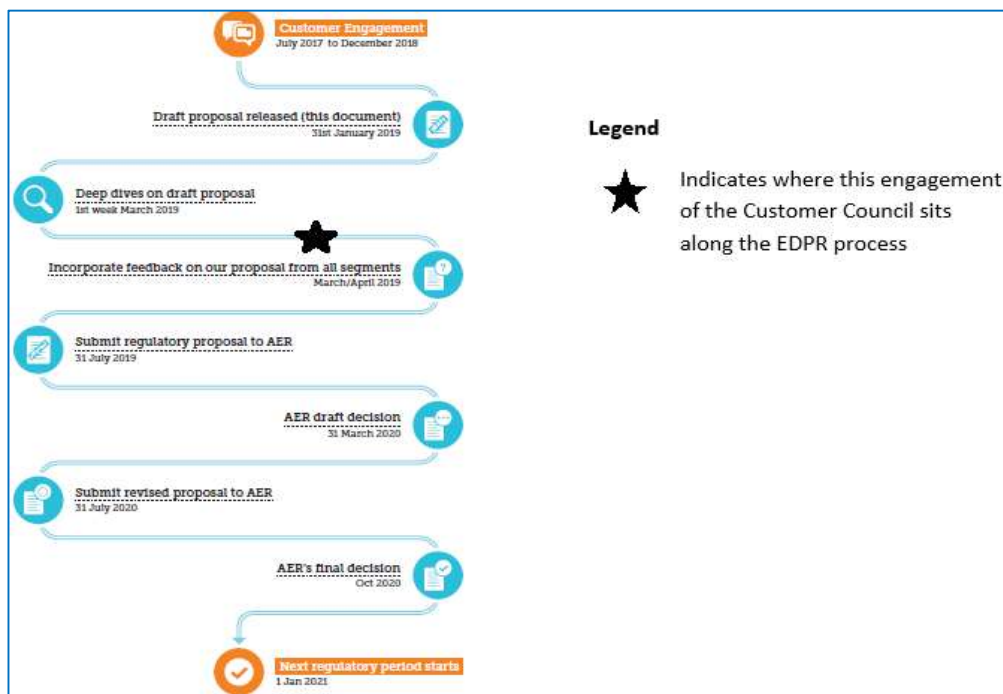 Customer Engagement
July 2017 to December 2018
Draft proposal released (this document)
31st January 2019
Deep dives on draft proposal
1st week March 2019
Incorporate feedback on our proposal from all segments
March/April 2019
Submit regulatory proposal to AER
31 July 2019
AER draft decision
31 March 2020
Submit revised proposal to AER
31 July 2020
AER's final decision
Oct 2020
Next regulatory period starts
1 Jan 2021
Legend
Indicates where this engagement
of the Customer Council sits
along the EDPR process